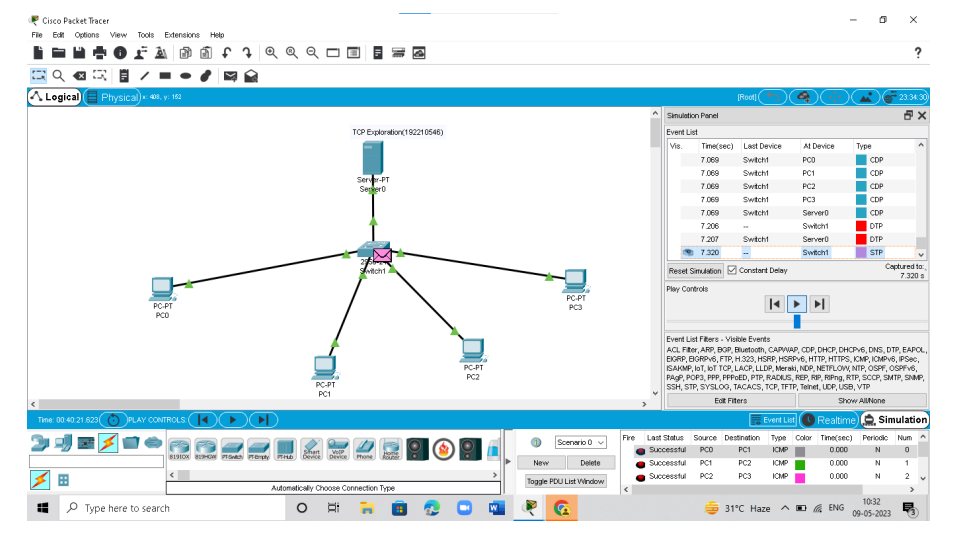 Cisco Packet Tracer
File Edit Options View Tools Extensions Help
?
Logical Physical x: 408, y: 152 [Root] 23:34:30
TCP Exploration(192210546)
Server-PT
Server0
Switch1
PC-PT
PC0
PC-PT
PC3
PC-PT
PC2
PC-PT
PC1
Simulation Panel
Event List
Vis. Time(sec) Last Device At Device Type
7.069 Switch1 PC0 CDP
7.069 Switch1 PC1 CDP
7.069 Switch1 PC2 CDP
7.069 Switch1 PC3 CDP
7.069 Switch1 Server0 CDP
7.206 -- Switch1 DTP
7.207 Switch1 Server0 DTP
7.320 -- Switch1 STP
Reset Simulation Constant Delay Captured to:
7.320 s
Play Controls
Event List Filters - Visible Events
ACL Filter, ARP, BGP, Bluetooth, CAPWAP, CDP, DHCP, DHCPv6, DNS, DTP, EAPOL,
EIGRP, EIGRPv6, FTP, H.323, HSRP, HSRPv6, HTTP, HTTPS, ICMP, ICMPv6, IPSec,
ISAKMP, IoT, IoT TCP, LACP, LLDP, Meraki, NDP, NETFLOW, NTP, OSPF, OSPFv6,
PAgP, POP3, PPP, PPPoED, PTP, RADIUS, REP, RIP, RIPng, RTP, SCCP, SMTP, SNMP,
SSH, STP, SYSLOG, TACACS, TCP, TFTP, Telnet, UDP, USB, VTP
Edit Filters Show All/None
Time: 00:40:21.623 PLAY CONTROLS: Event List Realtime Simulation
819IOX 819HGW PT-Switch PT-Empty PT-Hub Smart Device VoIP Device Phone Home Router
Automatically Choose Connection Type
Scenario 0
New Delete
Toggle PDU List Window
Fire Last Status Source Destination Type Color Time(sec) Periodic Num
Successful PC0 PC1 ICMP 0.000 N 0
Successful PC1 PC2 ICMP 0.000 N 1
Successful PC2 PC3 ICMP 0.000 N 2
Type here to search
31°C Haze ENG 10:32
09-05-2023
3